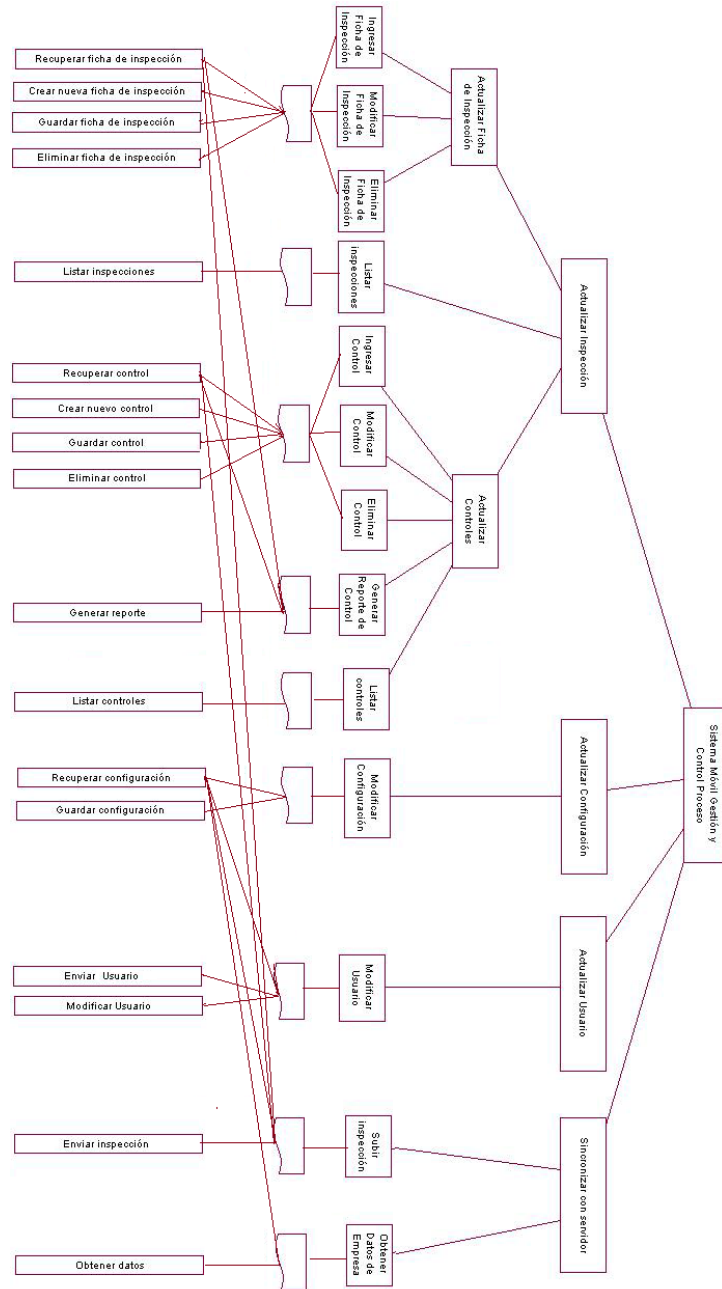 Recuperar ficha de inspección
Crear nueva ficha de inspección
Guardar ficha de inspección
Eliminar ficha de inspección
Listar inspecciones
Recuperar control
Crear nuevo control
Guardar control
Eliminar control
Generar reporte
Listar controles
Recuperar configuración
Guardar configuración
Enviar Usuario
Modificar Usuario
Enviar inspección
Obtener datos
Ingresar
Ficha de
Inspección
Modificar
Ficha de
Inspección
Eliminar
Ficha de
Inspección
Listar
inspecciones
Ingresar
Control
Modificar
Control
Eliminar
Control
Generar
Reporte de
Control
Listar
controles
Modificar
Configuración
Modificar
Usuario
Subir
inspección
Obtener
Datos de
Empresa
Actualizar Ficha
de Inspección
Actualizar
Controles
Actualizar Inspección
Actualizar Configuración
Actualizar Usuario
Sincronizar con servidor
Sistema Móvil Gestión y
Control Proceso